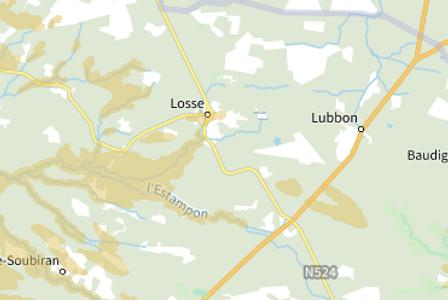 Losse
Lubbon
Baudig
l'Estampon
e-Soubiran
N524